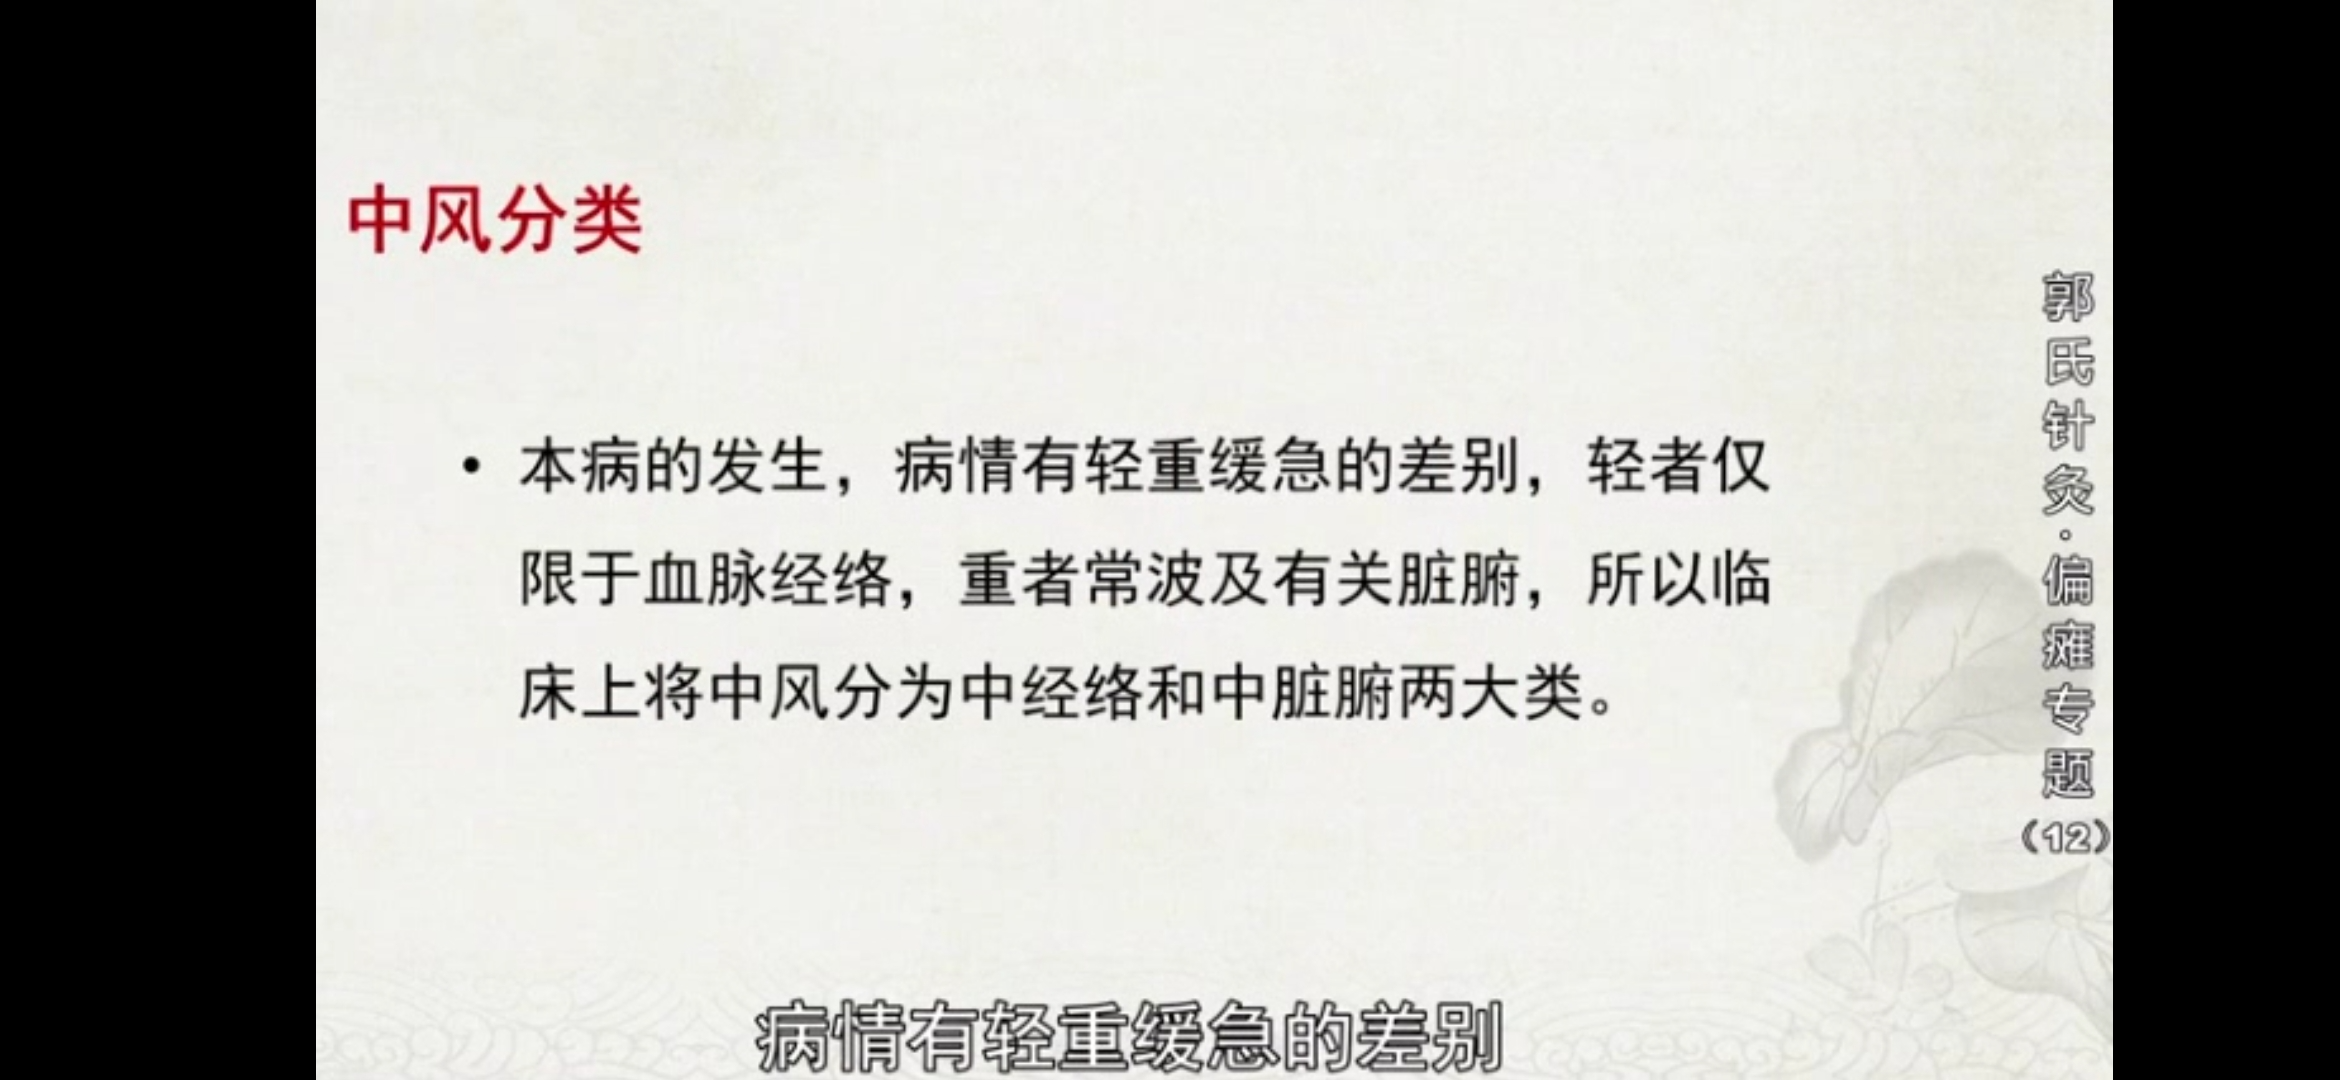 中风分类
• 本病的发生，病情有轻重缓急的差别，轻者仅
限于血脉经络，重者常波及有关脏腑，所以临
床上将中风分为中经络和中脏腑两大类。
郭氏针灸·偏瘫专题（12）
病情有轻重缓急的差别